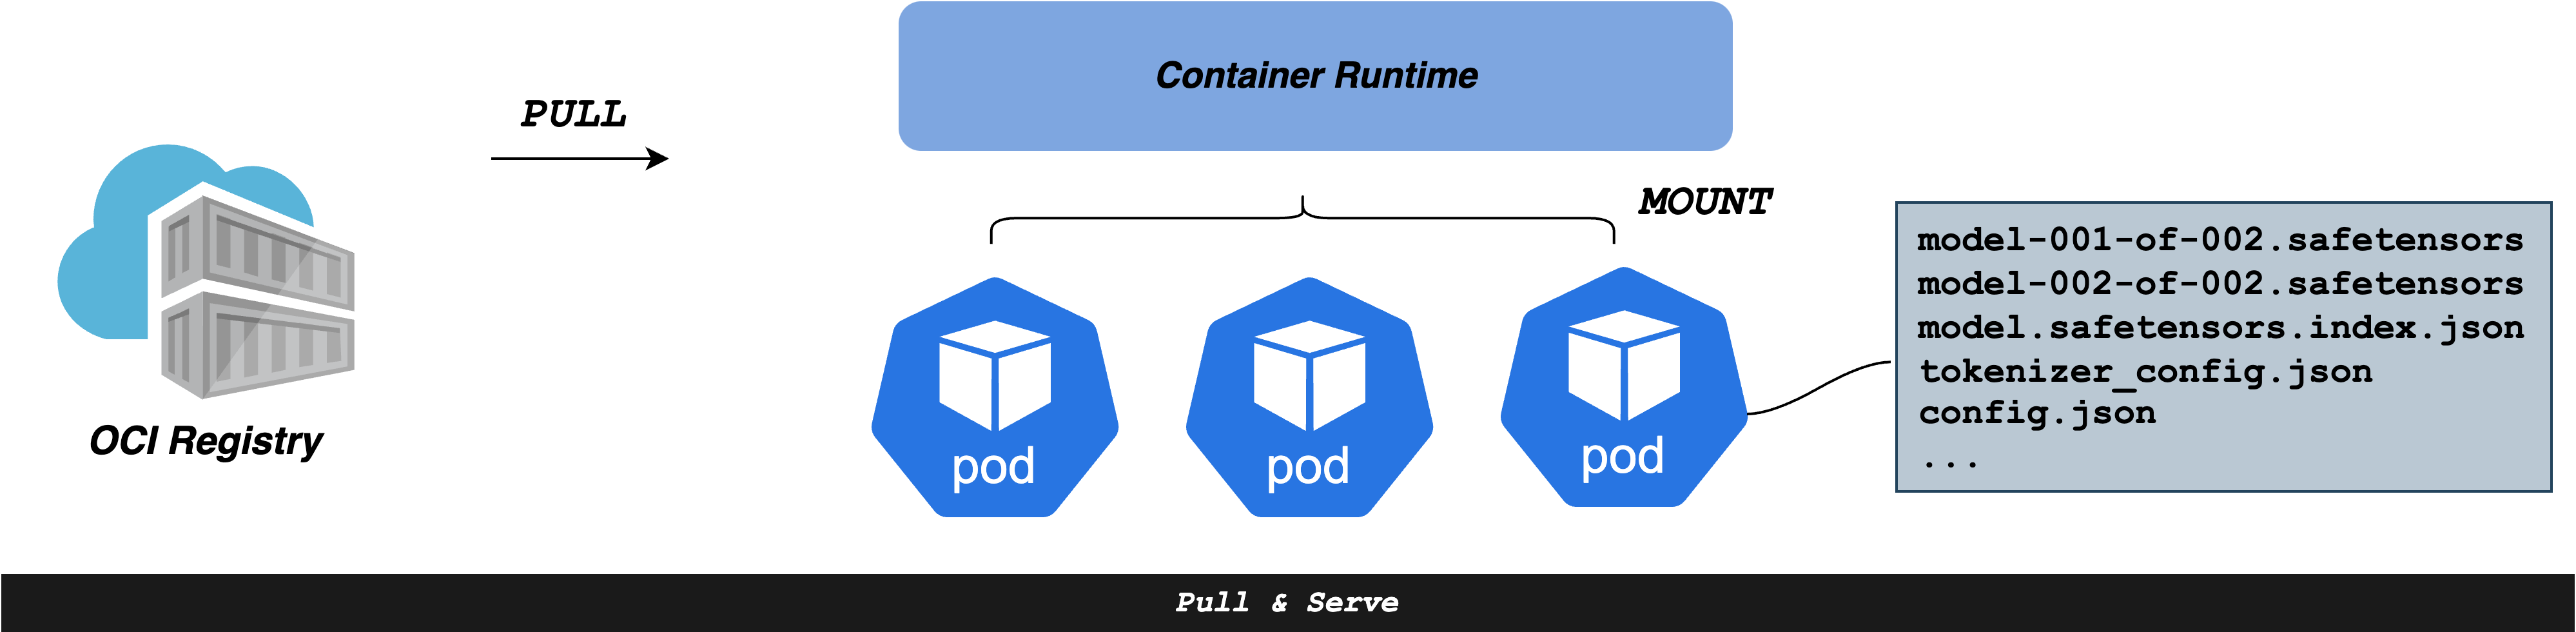 Container Runtime
PULL
MOUNT
model-001-of-002.safetensors
model-002-of-002.safetensors
model.safetensors.index.json
tokenizer_config.json
config.json
...
OCI Registry
pod
pod
pod
Pull & Serve